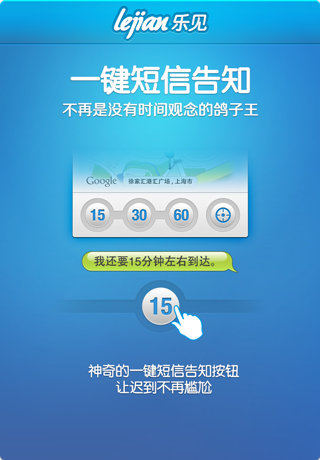 lejian 乐见
一键短信告知
不再是没有时间观念的鸽子王
Google 徐家汇港汇广场，上海市
15 30 60
我还要15分钟左右到达。
15
神奇的一键短信告知按钮
让迟到不再尴尬